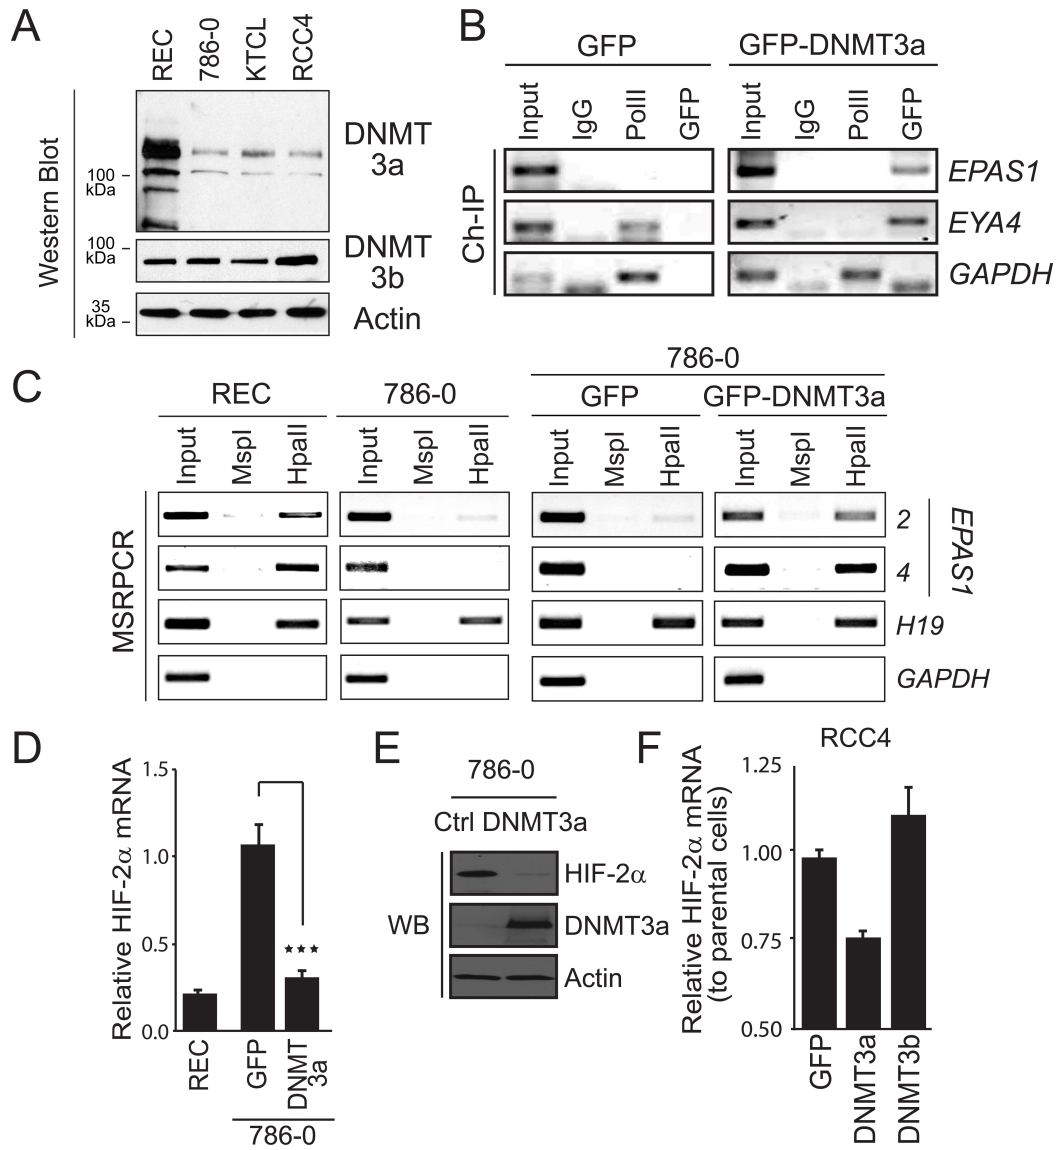 A
REC
786-0
KTCL
RCC4
Western Blot
100
kDa
DNMT
3a
100
kDa
DNMT
3b
35
kDa
Actin
B
GFP
GFP-DNMT3a
Input
IgG
PolII
GFP
Input
IgG
PolII
GFP
Ch-IP
EPAS1
EYA4
GAPDH
C
786-0
REC
786-0
GFP
GFP-DNMT3a
Input
MspI
HpaII
Input
MspI
HpaII
Input
MspI
HpaII
Input
MspI
HpaII
MSRPCR
2
4
EPAS1
H19
GAPDH
D
Relative HIF-2α mRNA
1.5
1.0
0.5
0.0
★★★
REC
GFP
DNMT
3a
786-0
E
786-0
Ctrl DNMT3a
WB
HIF-2α
DNMT3a
Actin
F
RCC4
Relative HIF-2α mRNA
(to parental cells)
1.25
1.00
0.75
0.50
GFP
DNMT3a
DNMT3b